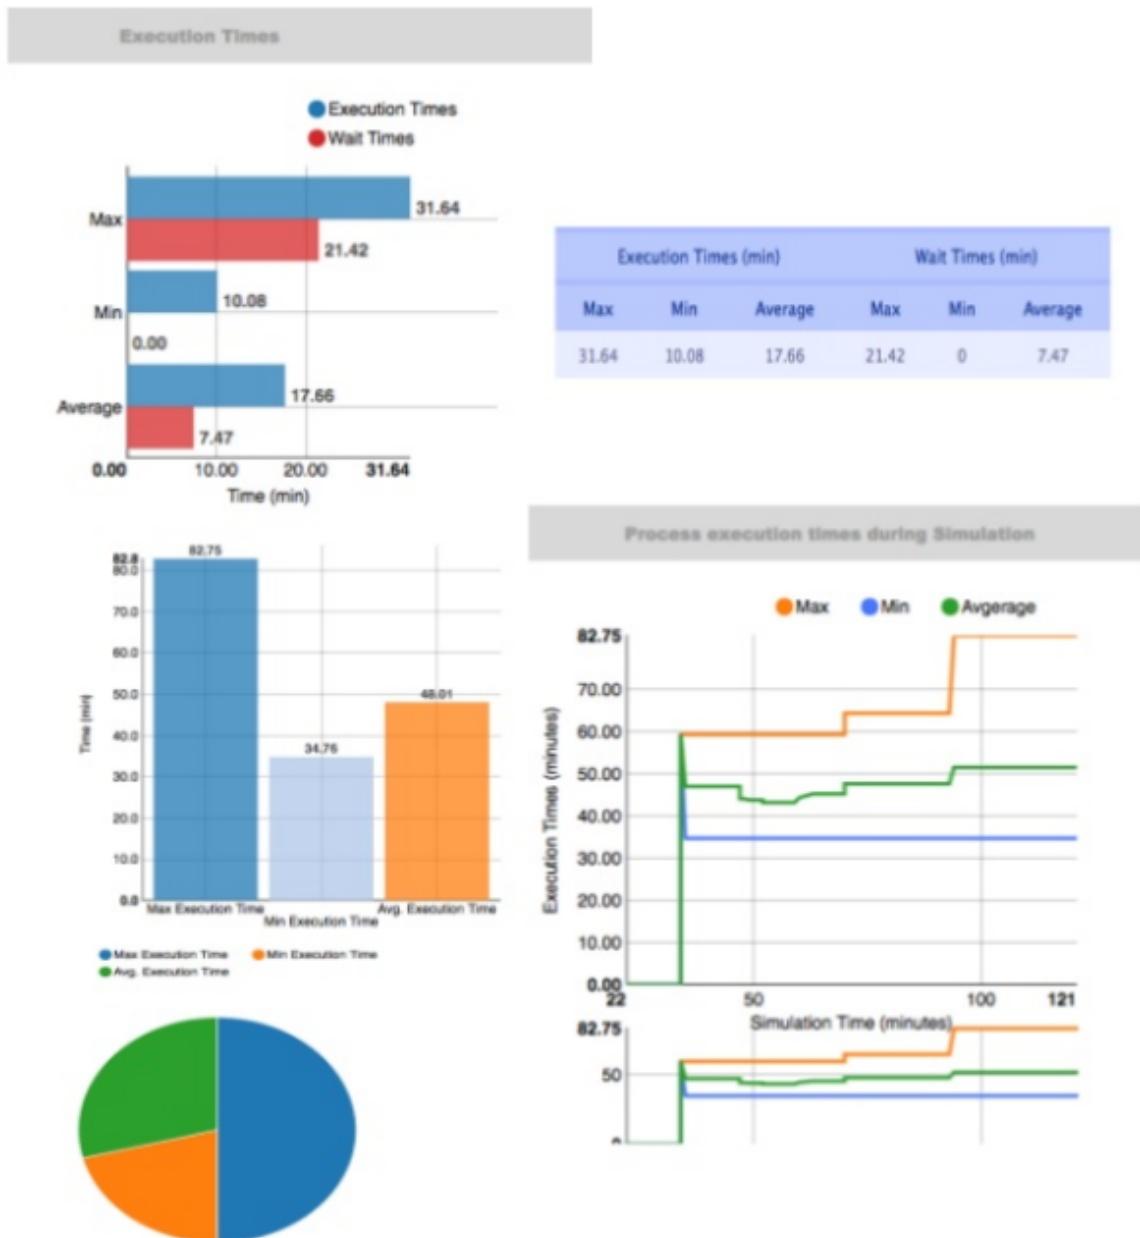 Execution Times
Execution Times
Wait Times
Max
31.64
21.42
Min
10.08
0.00
Average
17.66
7.47
0.00 10.00 20.00 31.64
Time (min)
Execution Times (min) Wait Times (min)
Max Min Average Max Min Average
31.64 10.08 17.66 21.42 0 7.47
82.75
82.8
80.0
70.0
60.0
50.0
40.0
30.0
20.0
10.0
0.0
Time (min)
34.76
48.01
Max Execution Time
Min Execution Time
Avg. Execution Time
Max Execution Time Min Execution Time
Avg. Execution Time
Process execution times during Simulation
Max Min Avgerage
82.75
70.00
60.00
50.00
40.00
30.00
20.00
10.00
0.00
Execution Times (minutes)
22 50 100 121
Simulation Time (minutes)
82.75
50
0